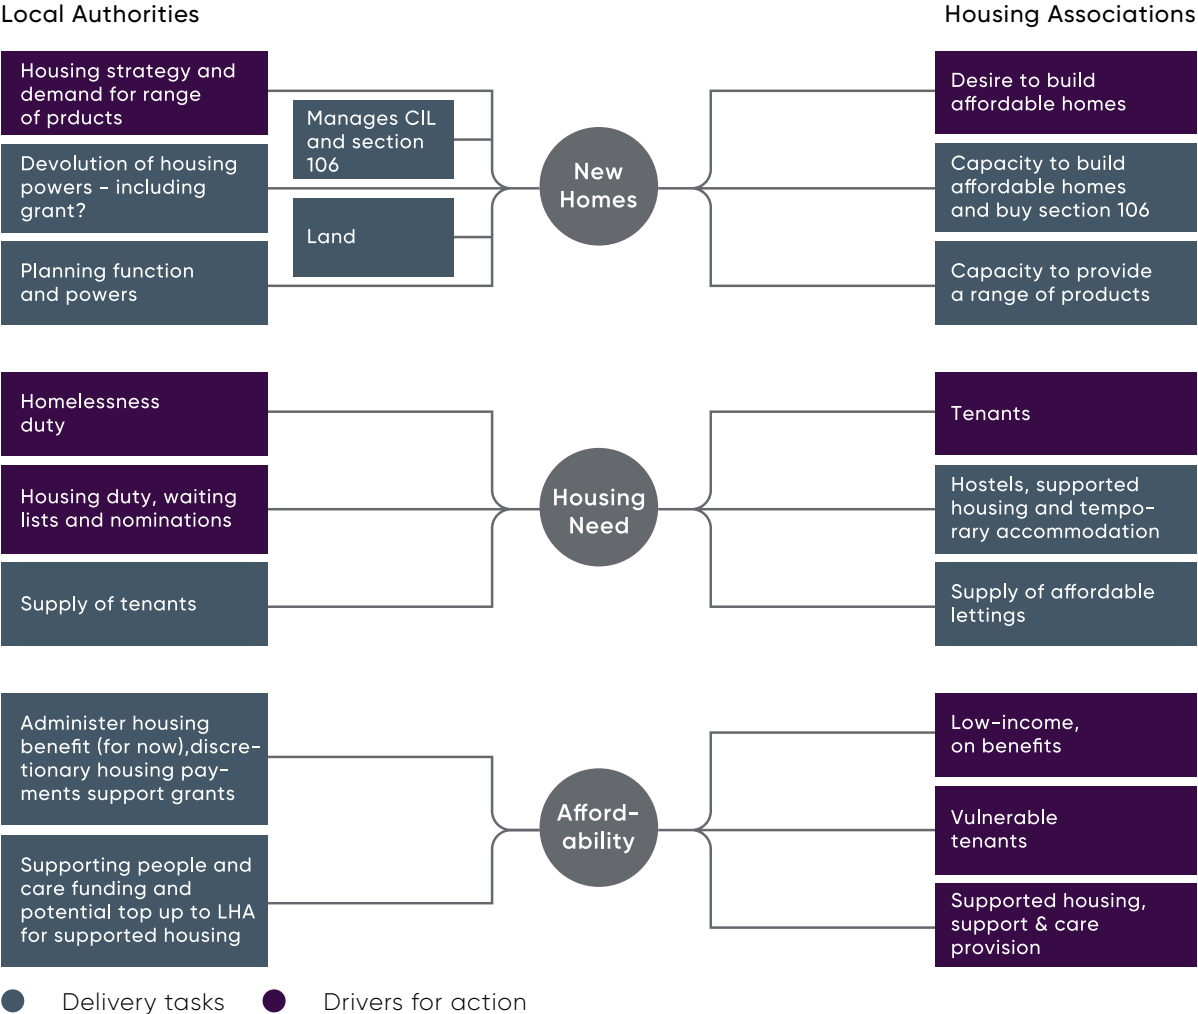 Local Authorities
Housing Associations
Housing strategy and
demand for range
of prducts
Manages CIL
and section
106
Devolution of housing
powers - including
grant?
Land
Planning function
and powers
New
Homes
Desire to build
affordable homes
Capacity to build
affordable homes
and buy section 106
Capacity to provide
a range of products
Homelessness
duty
Housing duty, waiting
lists and nominations
Supply of tenants
Housing
Need
Tenants
Hostels, supported
housing and tempo-
rary accommodation
Supply of affordable
lettings
Administer housing
benefit (for now),discre-
tionary housing pay-
ments support grants
Supporting people and
care funding and
potential top up to LHA
for supported housing
Afford-
ability
Low-income,
on benefits
Vulnerable
tenants
Supported housing,
support & care
provision
Delivery tasks
Drivers for action